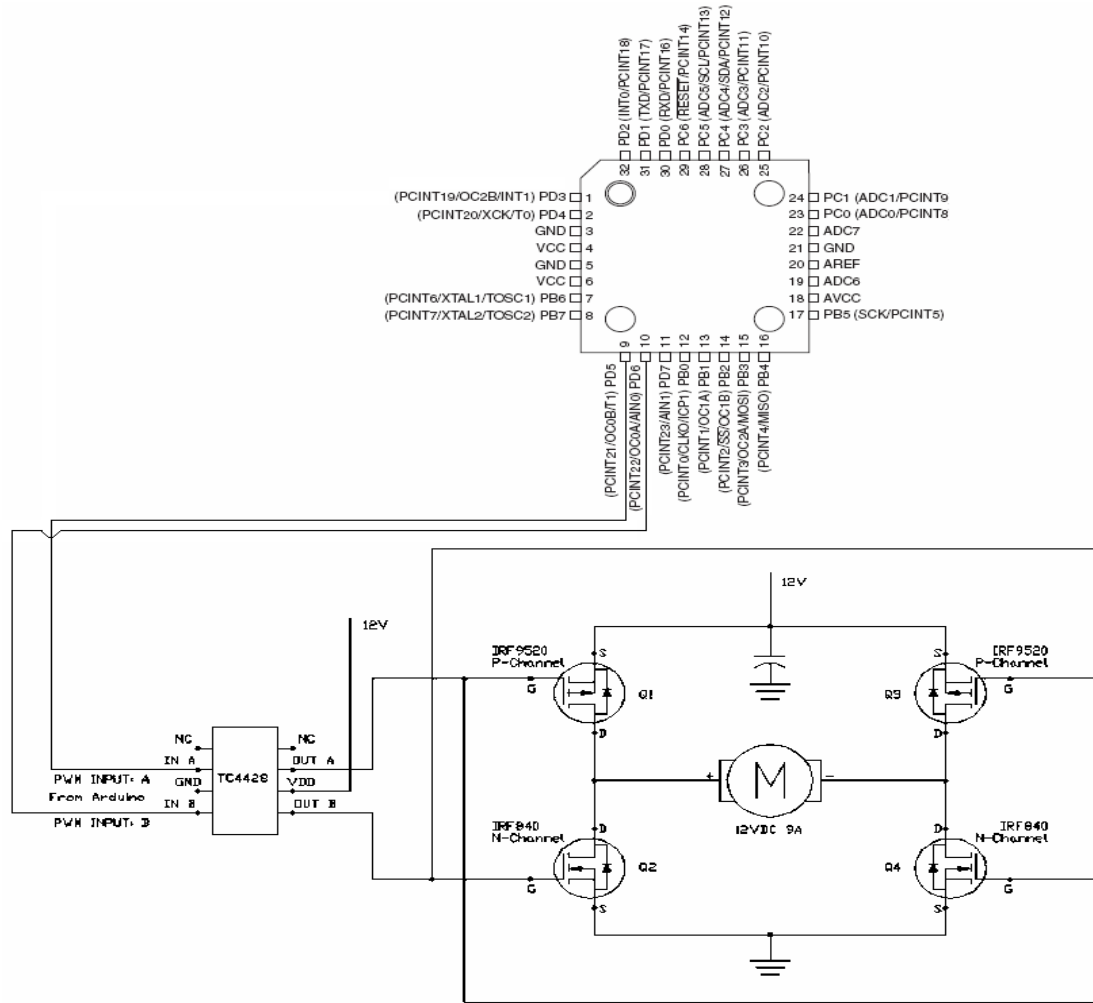 PD2 (INT0/PCINT18)
PD1 (TXD/PCINT17)
PD0 (RXD/PCINT16)
PC6 (RESET/PCINT14)
PC5 (ADC5/SCL/PCINT13)
PC4 (ADC4/SDA/PCINT12)
PC3 (ADC3/PCINT11)
PC2 (ADC2/PCINT10)
32
31
30
29
28
27
26
25
(PCINT19/OC2B/INT1) PD3 1
(PCINT20/XCK/T0) PD4 2
GND 3
VCC 4
GND 5
VCC 6
(PCINT6/XTAL1/TOSC1) PB6 7
(PCINT7/XTAL2/TOSC2) PB7 8
24 PC1 (ADC1/PCINT9
23 PC0 (ADC0/PCINT8
22 ADC7
21 GND
20 AREF
19 ADC6
18 AVCC
17 PB5 (SCK/PCINT5)
9
10
11
12
13
14
15
16
(PCINT21/OC0B/T1) PD5
(PCINT22/OC0A/AIN0) PD6
(PCINT23/AIN1) PD7
(PCINT0/CLKO/ICP1) PB0
(PCINT1/OC1A) PB1
(PCINT2/SS/OC1B) PB2
(PCINT3/OC2A/MOSI) PB3
(PCINT4/MISO) PB4
12V
12V
IRF9520
P-Channel
S
G
Q1
D
S
IRF9520
P-Channel
Q3
G
D
NC
NC
IN A
OUT A
PWM INPUT: A
GND
TC4428
VDD
From Arduino
IN B
OUT B
PWM INPUT: B
+
M
-
12VDC 9A
IRF840
N-Channel
D
Q2
G
S
D
IRF840
N-Channel
Q4
G
S